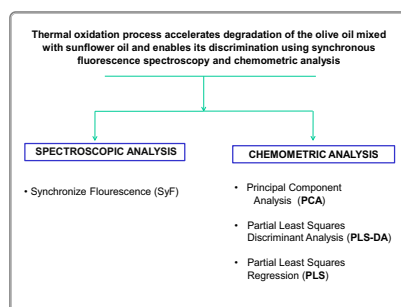 Thermal oxidation process accelerates degradation of the olive oil mixed
with sunflower oil and enables its discrimination using synchronous
fluorescence spectroscopy and chemometric analysis
SPECTROSCOPIC ANALYSIS
• Synchronize Flourescence (SyF)
CHEMOMETRIC ANALYSIS
• Principal Component
Analysis (PCA)
• Partial Least Squares
Discriminant Analysis (PLS-DA)
• Partial Least Squares
Regression (PLS)